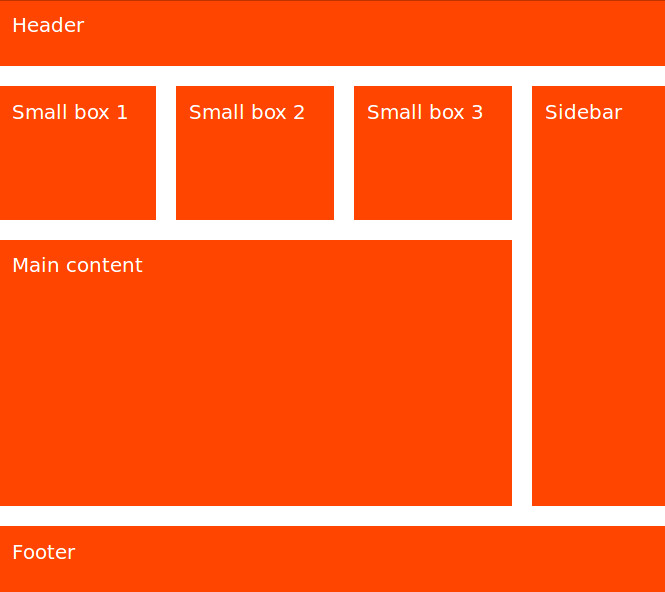 Header
Small box 1
Small box 2
Small box 3
Sidebar
Main content
Footer